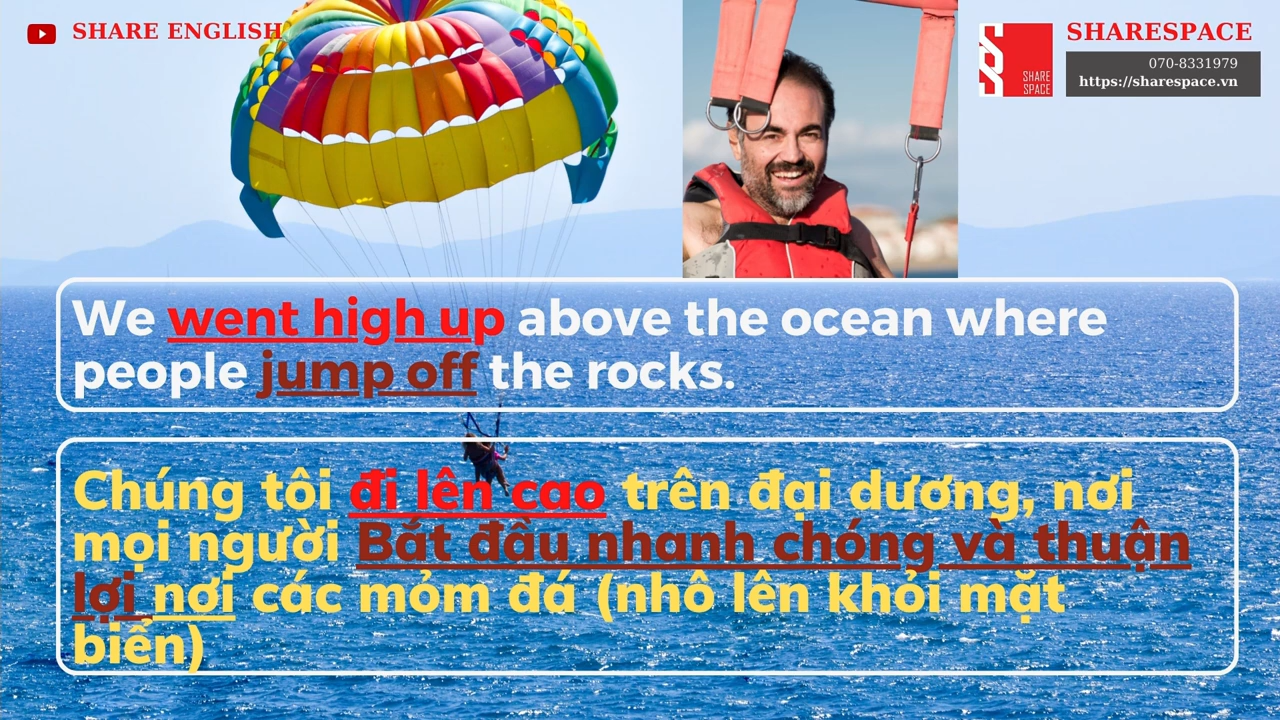 SHARE ENGLISH
SHARE
SPACE
SHARESPACE
070-8331979
https://sharespace.vn
We went high up above the ocean where
people jump off the rocks.
Chúng tôi đi lên cao trên đại dương, nơi
mọi người Bắt đầu nhanh chóng và thuận
lợi nơi các mỏm đá (nhô lên khỏi mặt
biển)